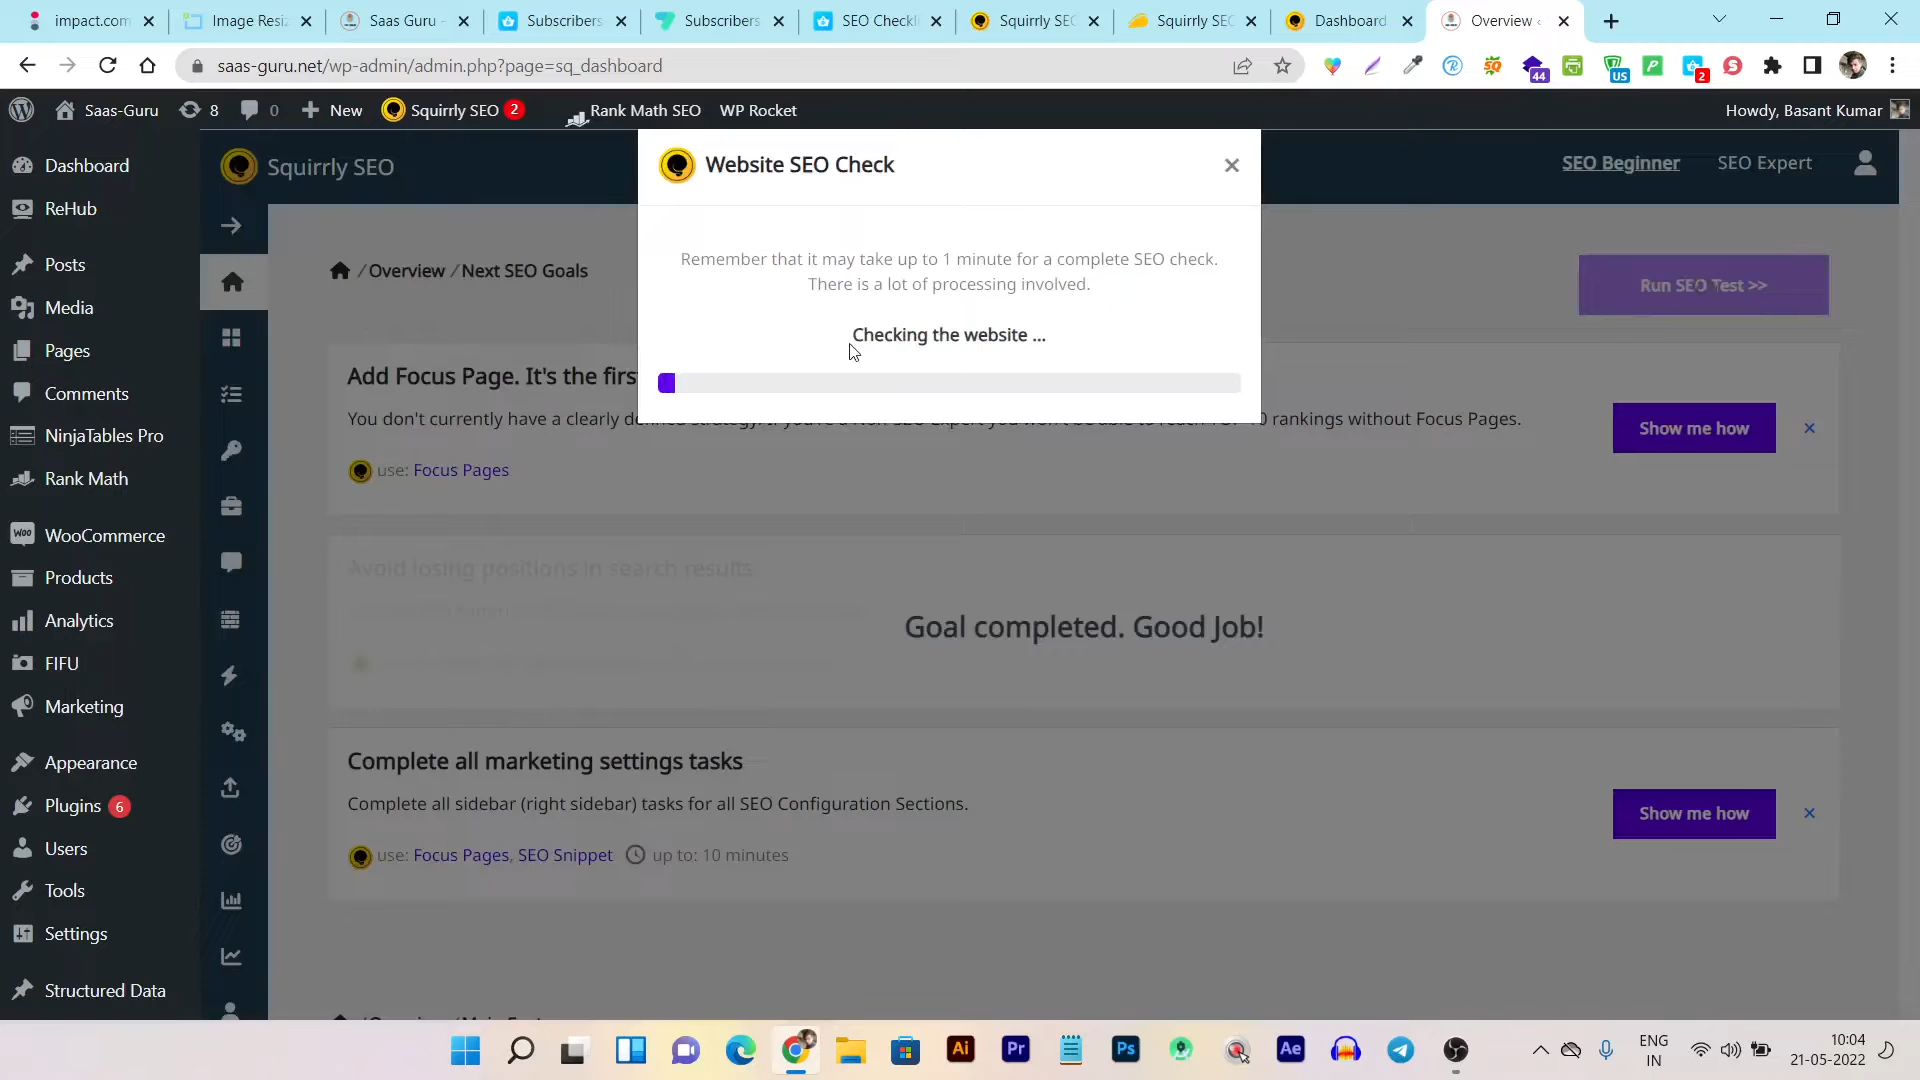 impact.com
Image Resiz
Saas Guru -
Subscribers
Subscribers
SEO Checkli
Squirrly SEO
Squirrly SEO
Dashboard
Overview
saas-guru.net/wp-admin/admin.php?page=sq_dashboard
44
US
2
Saas-Guru
8
0
New
Squirrly SEO
2
Rank Math SEO
WP Rocket
Howdy, Basant Kumar
Dashboard
ReHub
Posts
Media
Pages
Comments
NinjaTables Pro
Rank Math
WooCommerce
Products
Analytics
FIFU
Marketing
Appearance
Plugins 6
Users
Tools
Settings
Structured Data
Squirrly SEO
SEO Beginner
SEO Expert
/ Overview / Next SEO Goals
Run SEO Test >>
Website SEO Check
Remember that it may take up to 1 minute for a complete SEO check.
There is a lot of processing involved.
Checking the website ...
Add Focus Page. It's the firs
You don't currently have a clearly defined strategy. If you're a Non-SEO Expert you won't be able to reach TOP 10 rankings without Focus Pages.
use: Focus Pages
Show me how
Avoid losing positions in search results
Goal completed. Good Job!
Complete all marketing settings tasks
Complete all sidebar (right sidebar) tasks for all SEO Configuration Sections.
use: Focus Pages, SEO Snippet up to: 10 minutes
Show me how
Ai
Pr
Ps
Ae
ENG
IN
10:04
21-05-2022